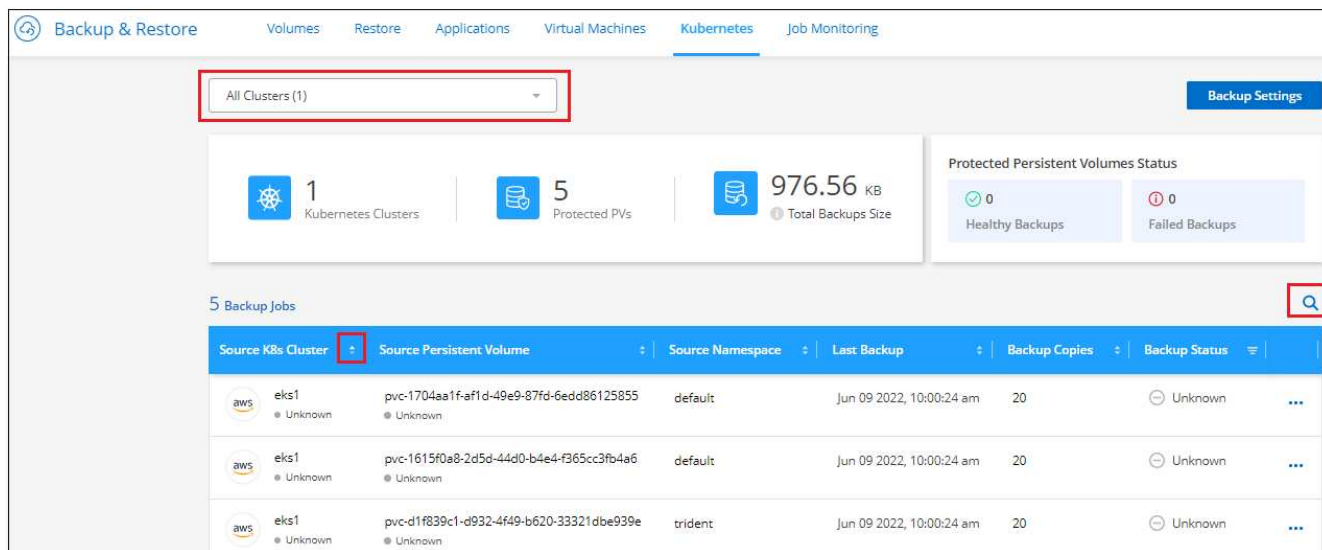 Backup & Restore Volumes Restore Applications Virtual Machines Kubernetes Job Monitoring
All Clusters (1) Backup Settings
1 Kubernetes Clusters
5 Protected PVs
976.56 KB Total Backups Size
Protected Persistent Volumes Status
0 0
Healthy Backups Failed Backups
5 Backup Jobs
Source K8s Cluster Source Persistent Volume Source Namespace Last Backup Backup Copies Backup Status
aws eks1 pvc-1704aa1f-af1d-49e9-87fd-6edd86125855 default Jun 09 2022, 10:00:24 am 20 Unknown ...
Unknown Unknown
aws eks1 pvc-1615f0a8-2d5d-44d0-b4e4-f365cc3fb4a6 default Jun 09 2022, 10:00:24 am 20 Unknown ...
Unknown Unknown
aws eks1 pvc-d1f839c1-d932-4f49-b620-33321dbe939e trident Jun 09 2022, 10:00:24 am 20 Unknown ...
Unknown Unknown